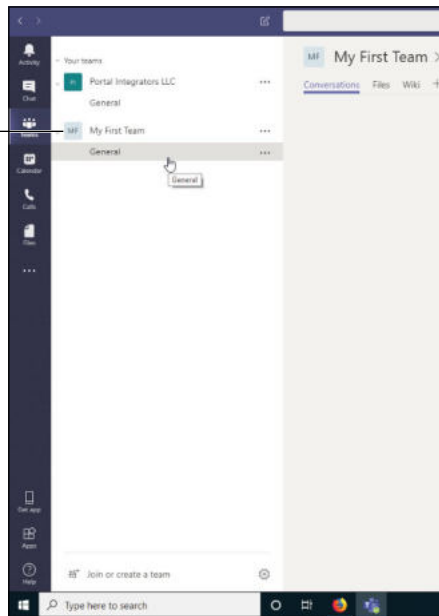 Activity
Chat
Teams
Calendar
Calls
Files
Get app
Apps
Help
Your teams
Portal Integrators LLC
General
MF My First Team
General
General
Join or create a team
MF My First Team >
Conversations Files Wiki +
Type here to search